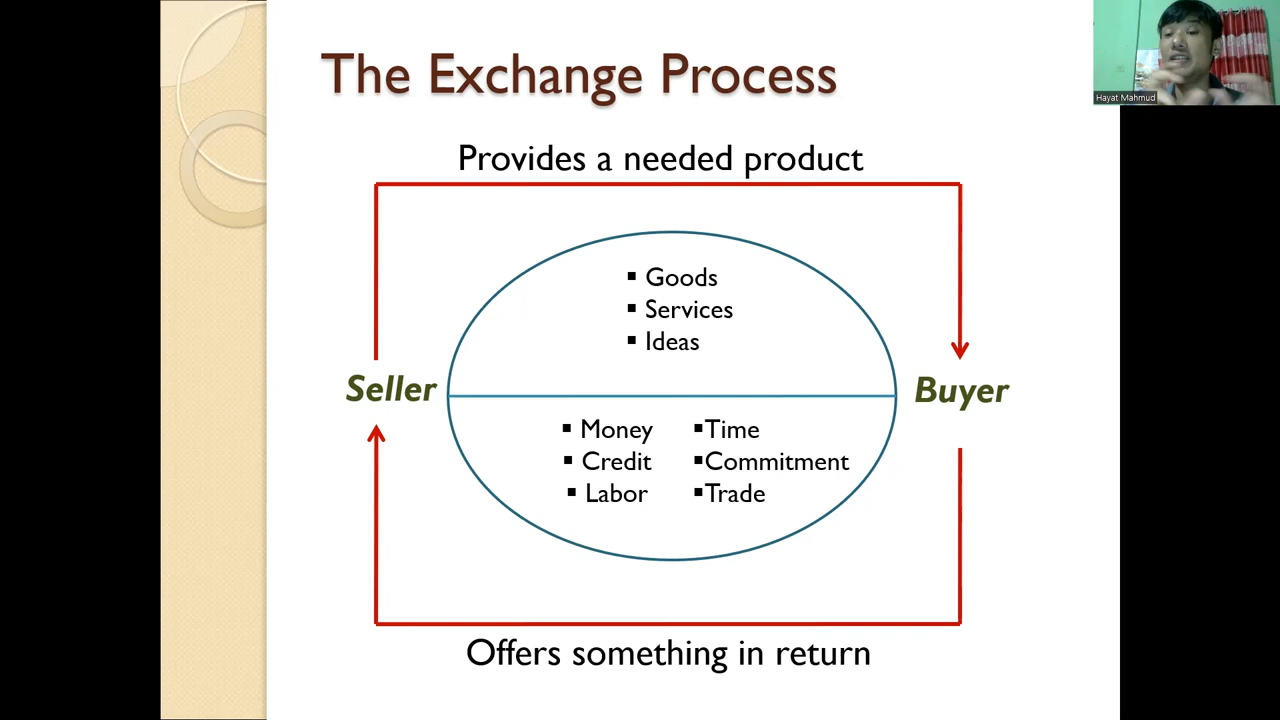 The Exchange Process
Hayat Mahmud
Provides a needed product
▪ Goods
▪ Services
▪ Ideas
Seller
Buyer
▪ Money
▪ Credit
▪ Labor
▪Time
▪Commitment
▪Trade
Offers something in return